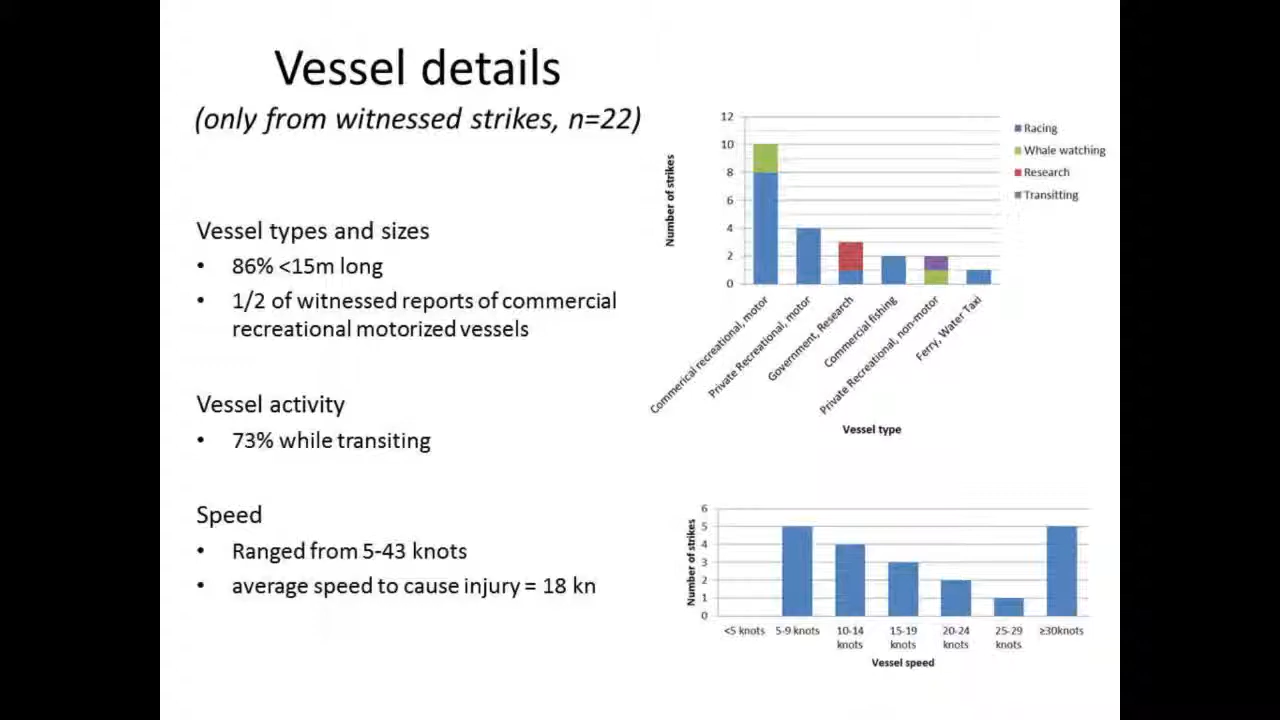 Vessel details
(only from witnessed strikes, n=22)
Vessel types and sizes
• 86% <15m long
• 1/2 of witnessed reports of commercial
recreational motorized vessels
Vessel activity
• 73% while transiting
Speed
• Ranged from 5-43 knots
• average speed to cause injury = 18 kn
Number of strikes
12
10
8
6
4
2
0
Commerical recreational, motor
Private Recreational, motor
Government, Research
Commercial fishing
Private Recreational, non-motor
Ferry, Water Taxi
Vessel type
Racing
Whale watching
Research
Transitting
Number of strikes
6
5
4
3
2
1
0
<5 knots
5-9 knots
10-14
knots
15-19
knots
20-24
knots
25-29
knots
≥30knots
Vessel speed